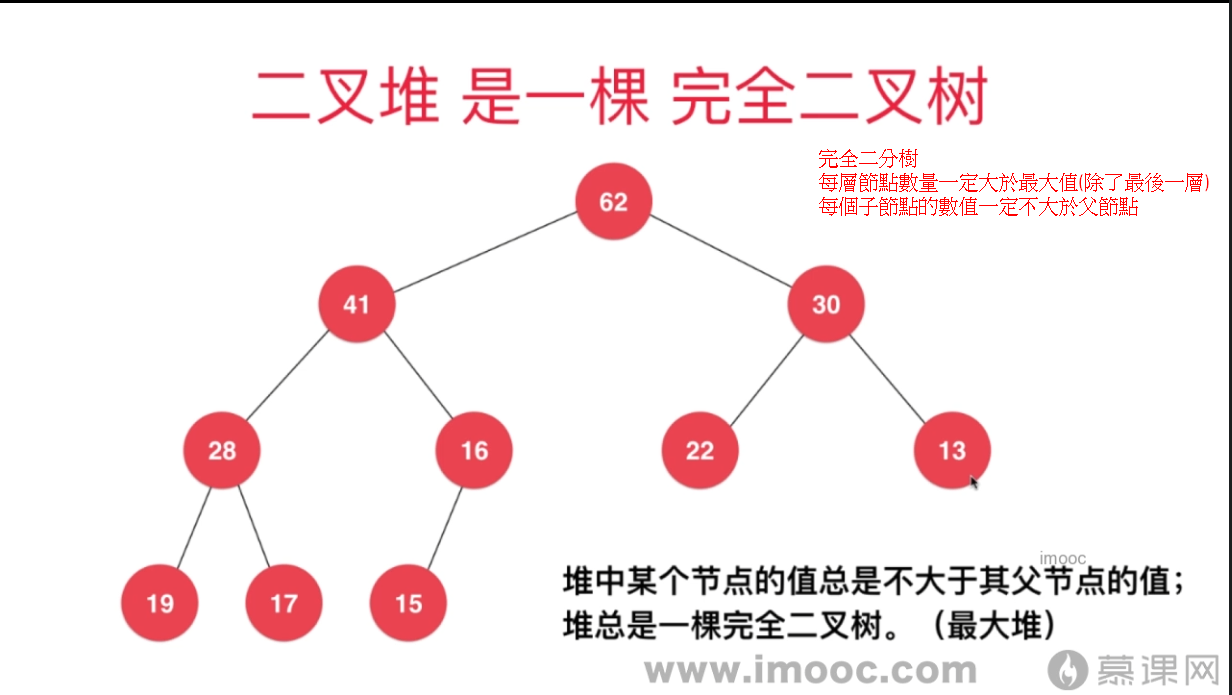 二叉堆 是一棵 完全二叉树
完全二分樹
每層節點數量一定大於最大值(除了最後一層)
每個子節點的數值一定不大於父節點
62
41
30
28
16
22
13
19
17
15
imooc
堆中某个节点的值总是不大于其父节点的值；
堆总是一棵完全二叉树。（最大堆）
www.imooc.com
慕课网